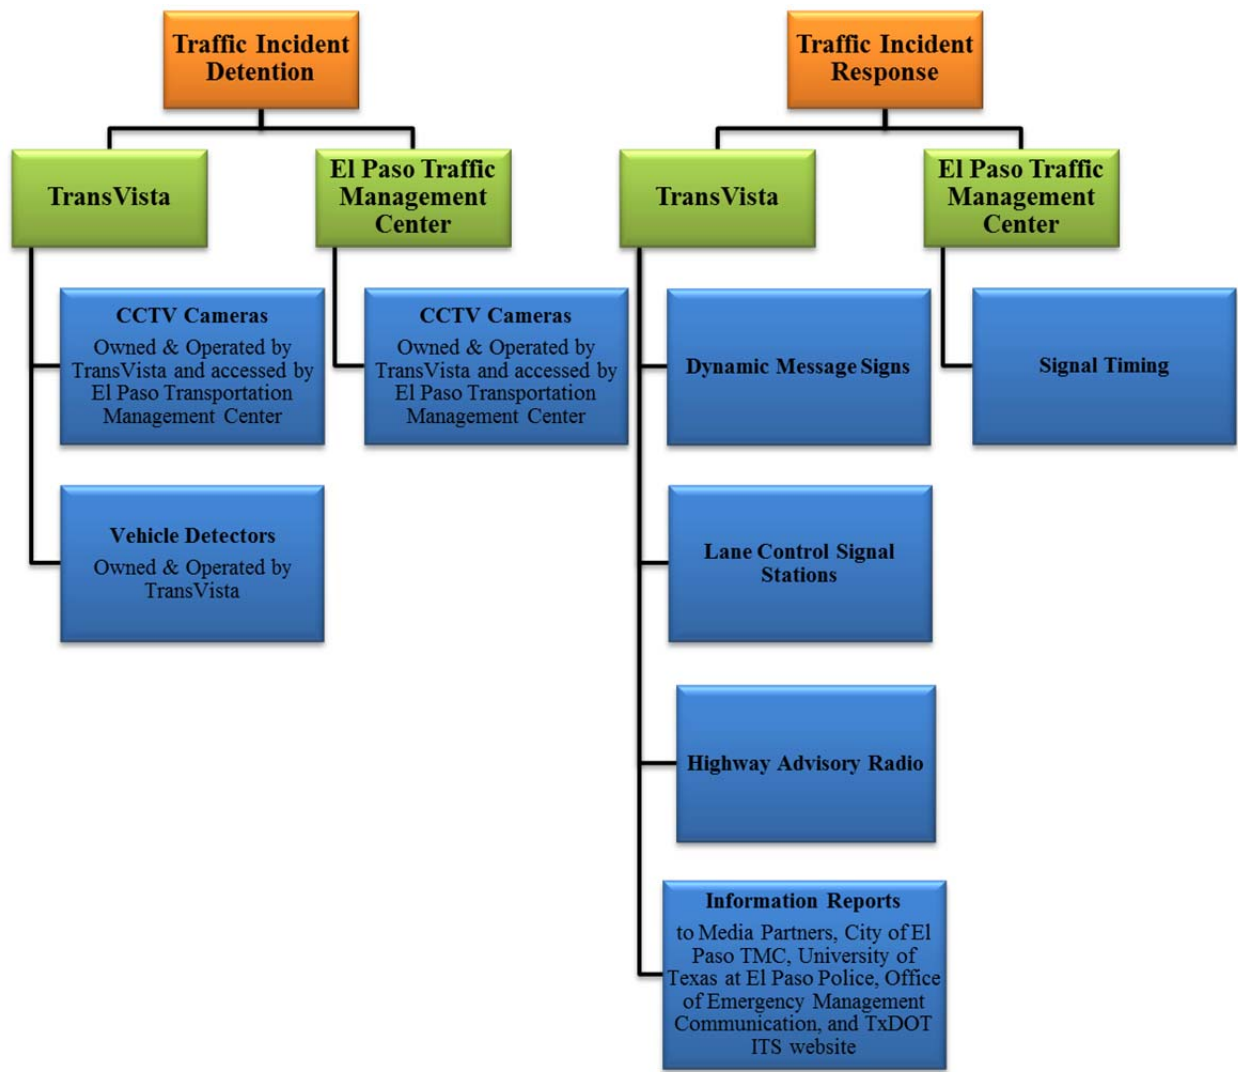 Traffic Incident
Detention
TransVista
El Paso Traffic
Management
Center
CCTV Cameras
Owned & Operated by
TransVista and accessed by
El Paso Transportation
Management Center
Vehicle Detectors
Owned & Operated by
TransVista
CCTV Cameras
Owned & Operated by
TransVista and accessed by
El Paso Transportation
Management Center
Traffic Incident
Response
TransVista
El Paso Traffic
Management
Center
Dynamic Message Signs
Lane Control Signal
Stations
Highway Advisory Radio
Information Reports
to Media Partners, City of El
Paso TMC, University of
Texas at El Paso Police, Office
of Emergency Management
Communication, and TxDOT
ITS website
Signal Timing